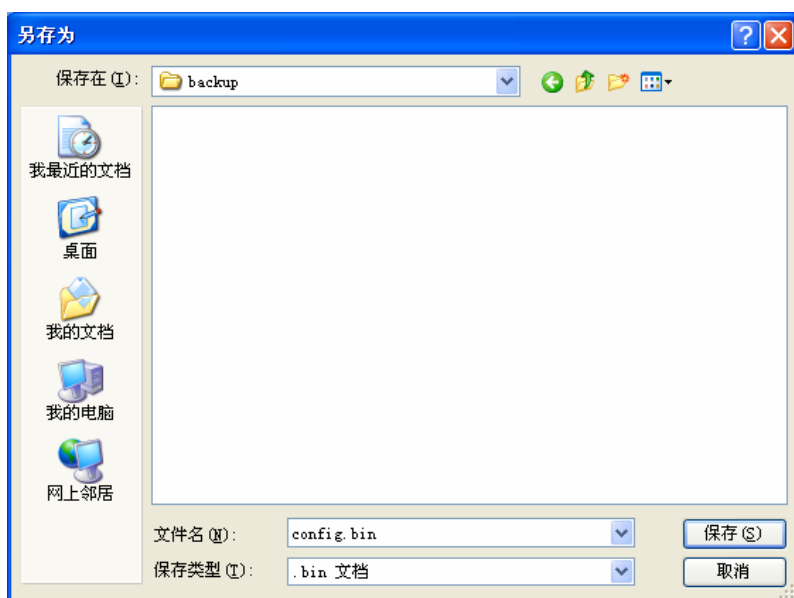 另存为
保存在(I):
backup
我最近的文档
桌面
我的文档
我的电脑
网上邻居
文件名(N):
config.bin
保存(S)
保存类型(T):
.bin 文档
取消